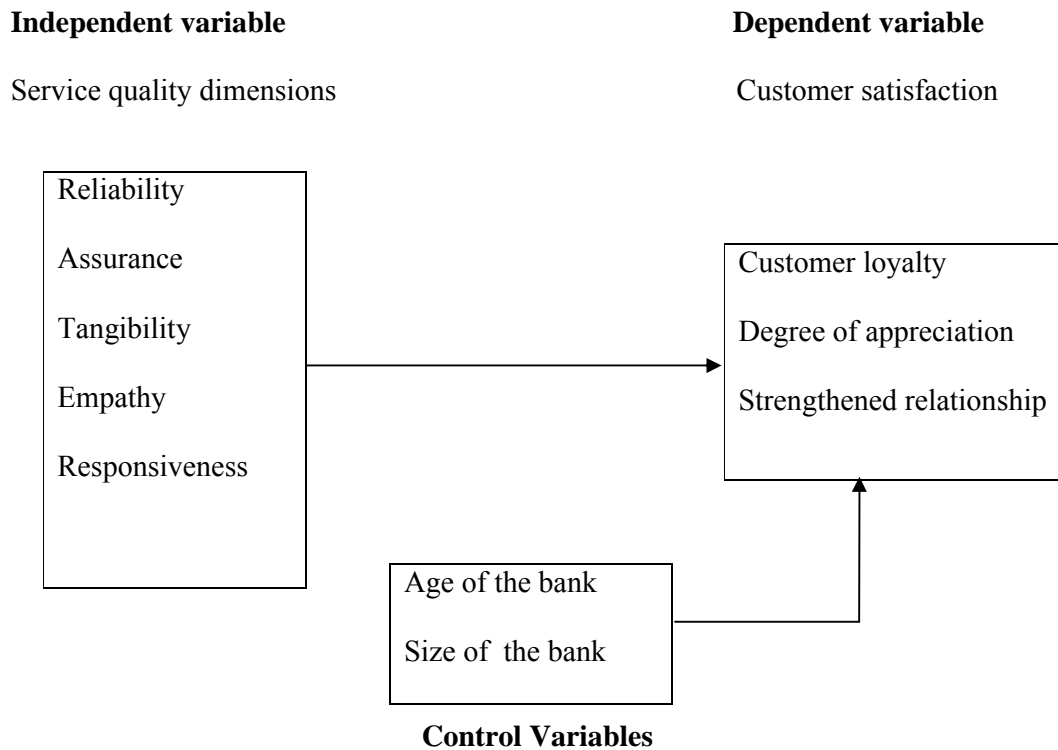 Independent variable
Dependent variable
Service quality dimensions
Customer satisfaction
Reliability
Assurance
Tangibility
Empathy
Responsiveness
Customer loyalty
Degree of appreciation
Strengthened relationship
Age of the bank
Size of the bank
Control Variables